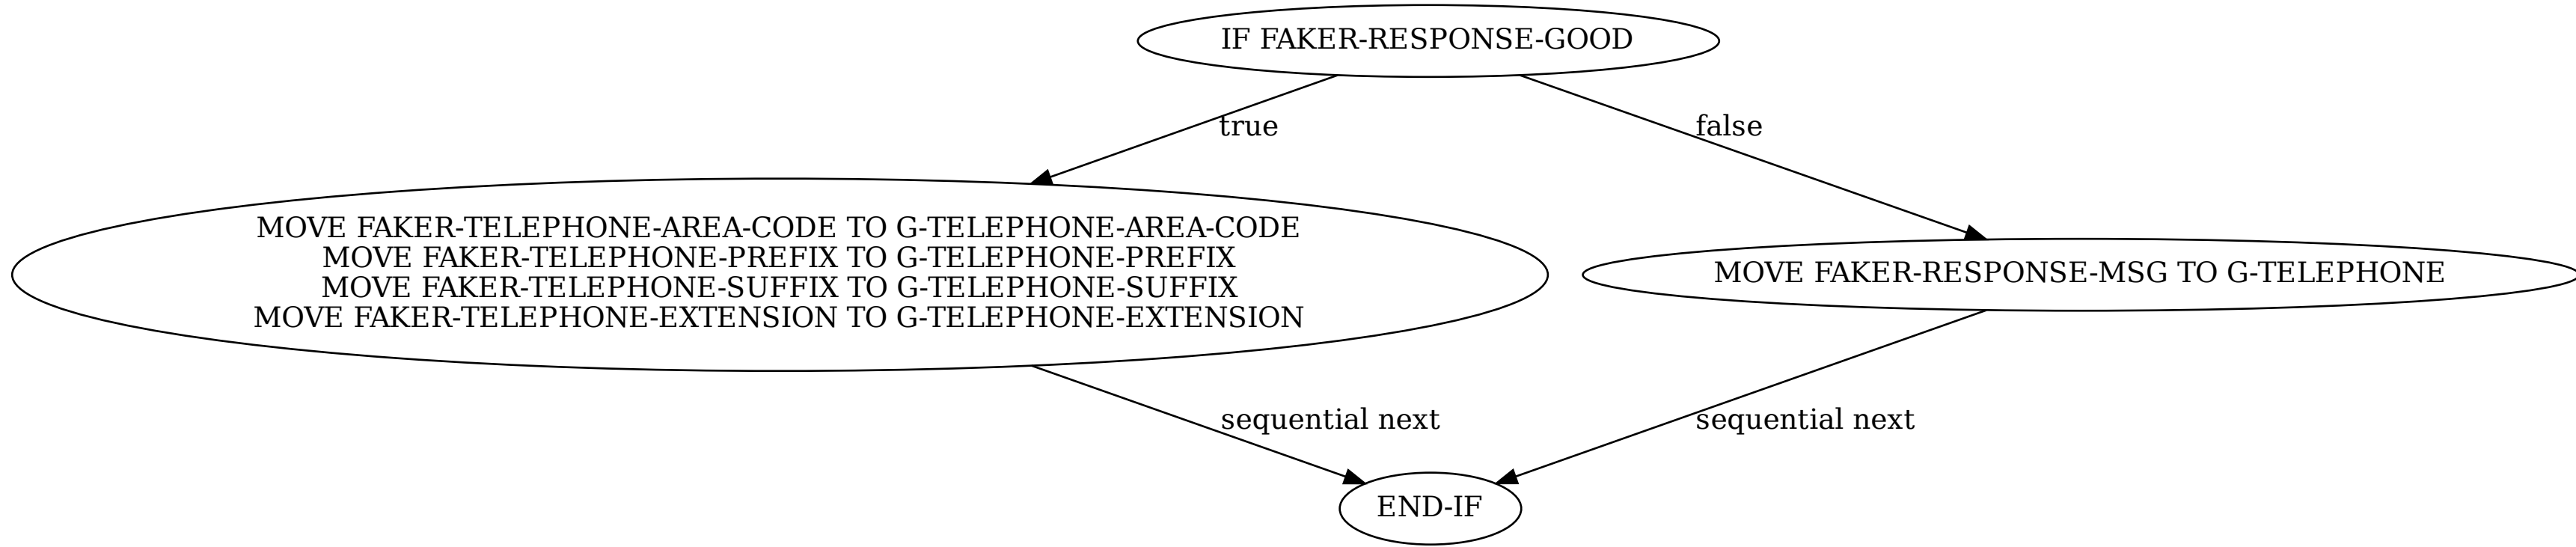 IF FAKER-RESPONSE-GOOD
true
false
MOVE FAKER-TELEPHONE-AREA-CODE TO G-TELEPHONE-AREA-CODE
MOVE FAKER-TELEPHONE-PREFIX TO G-TELEPHONE-PREFIX
MOVE FAKER-TELEPHONE-SUFFIX TO G-TELEPHONE-SUFFIX
MOVE FAKER-TELEPHONE-EXTENSION TO G-TELEPHONE-EXTENSION
MOVE FAKER-RESPONSE-MSG TO G-TELEPHONE
sequential next
sequential next
END-IF